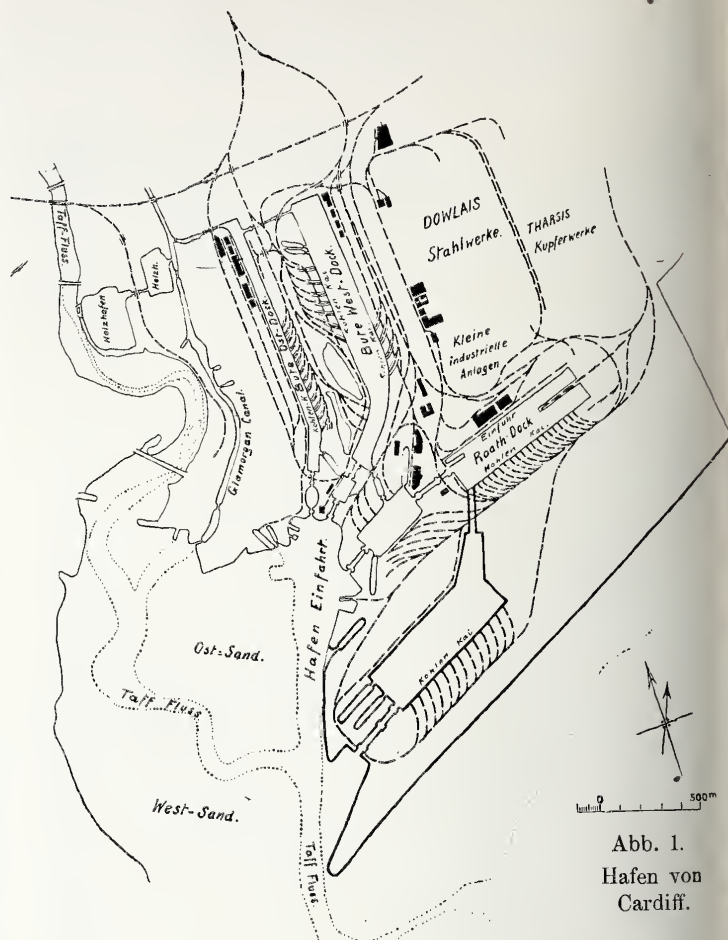 Taff-Fluss.
Holzhafen
Holzh.
Glamorgan Canal.
Bute Ost-Dock.
Kohlen K.
Kohlen Kai
Bute West-Dock.
DOWLAIS
Stahlwerke.
THARSIS
Kupferwerke
Kleine
industrielle
Anlagen
Einfuhr
Roath Dock
Kohlen Kai
Hafen Einfahrt.
Kohlen Kai
Ost-Sand.
Taff Fluss
West-Sand.
Taff Fluss.
0 500m
Abb. 1.
Hafen von
Cardiff.